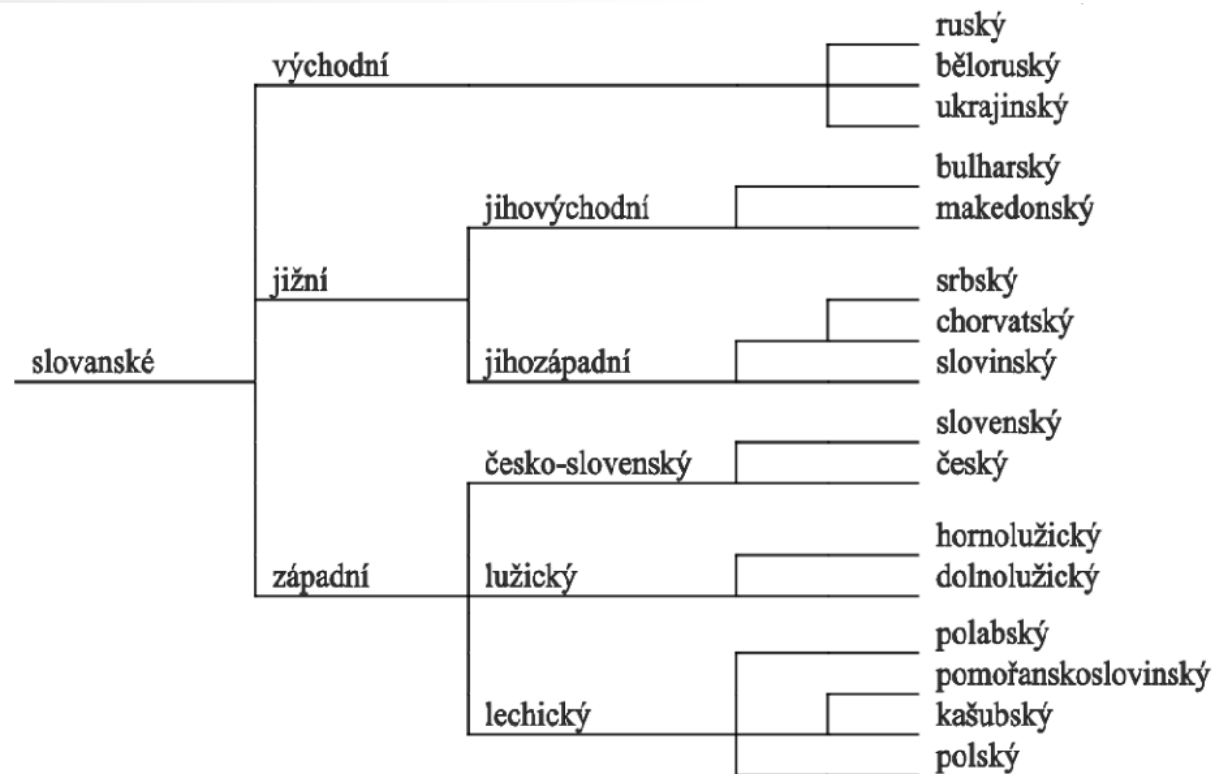 ruský
východní
běloruský
ukrajinský
bulharský
jihovýchodní
makedonský
jižní
srbský
chorvatský
slovanské
jihozápadní
slovinský
slovenský
česko-slovenský
český
hornolužický
západní
lužický
dolnolužický
polabský
pomořanskoslovinský
lechický
kašubský
polský